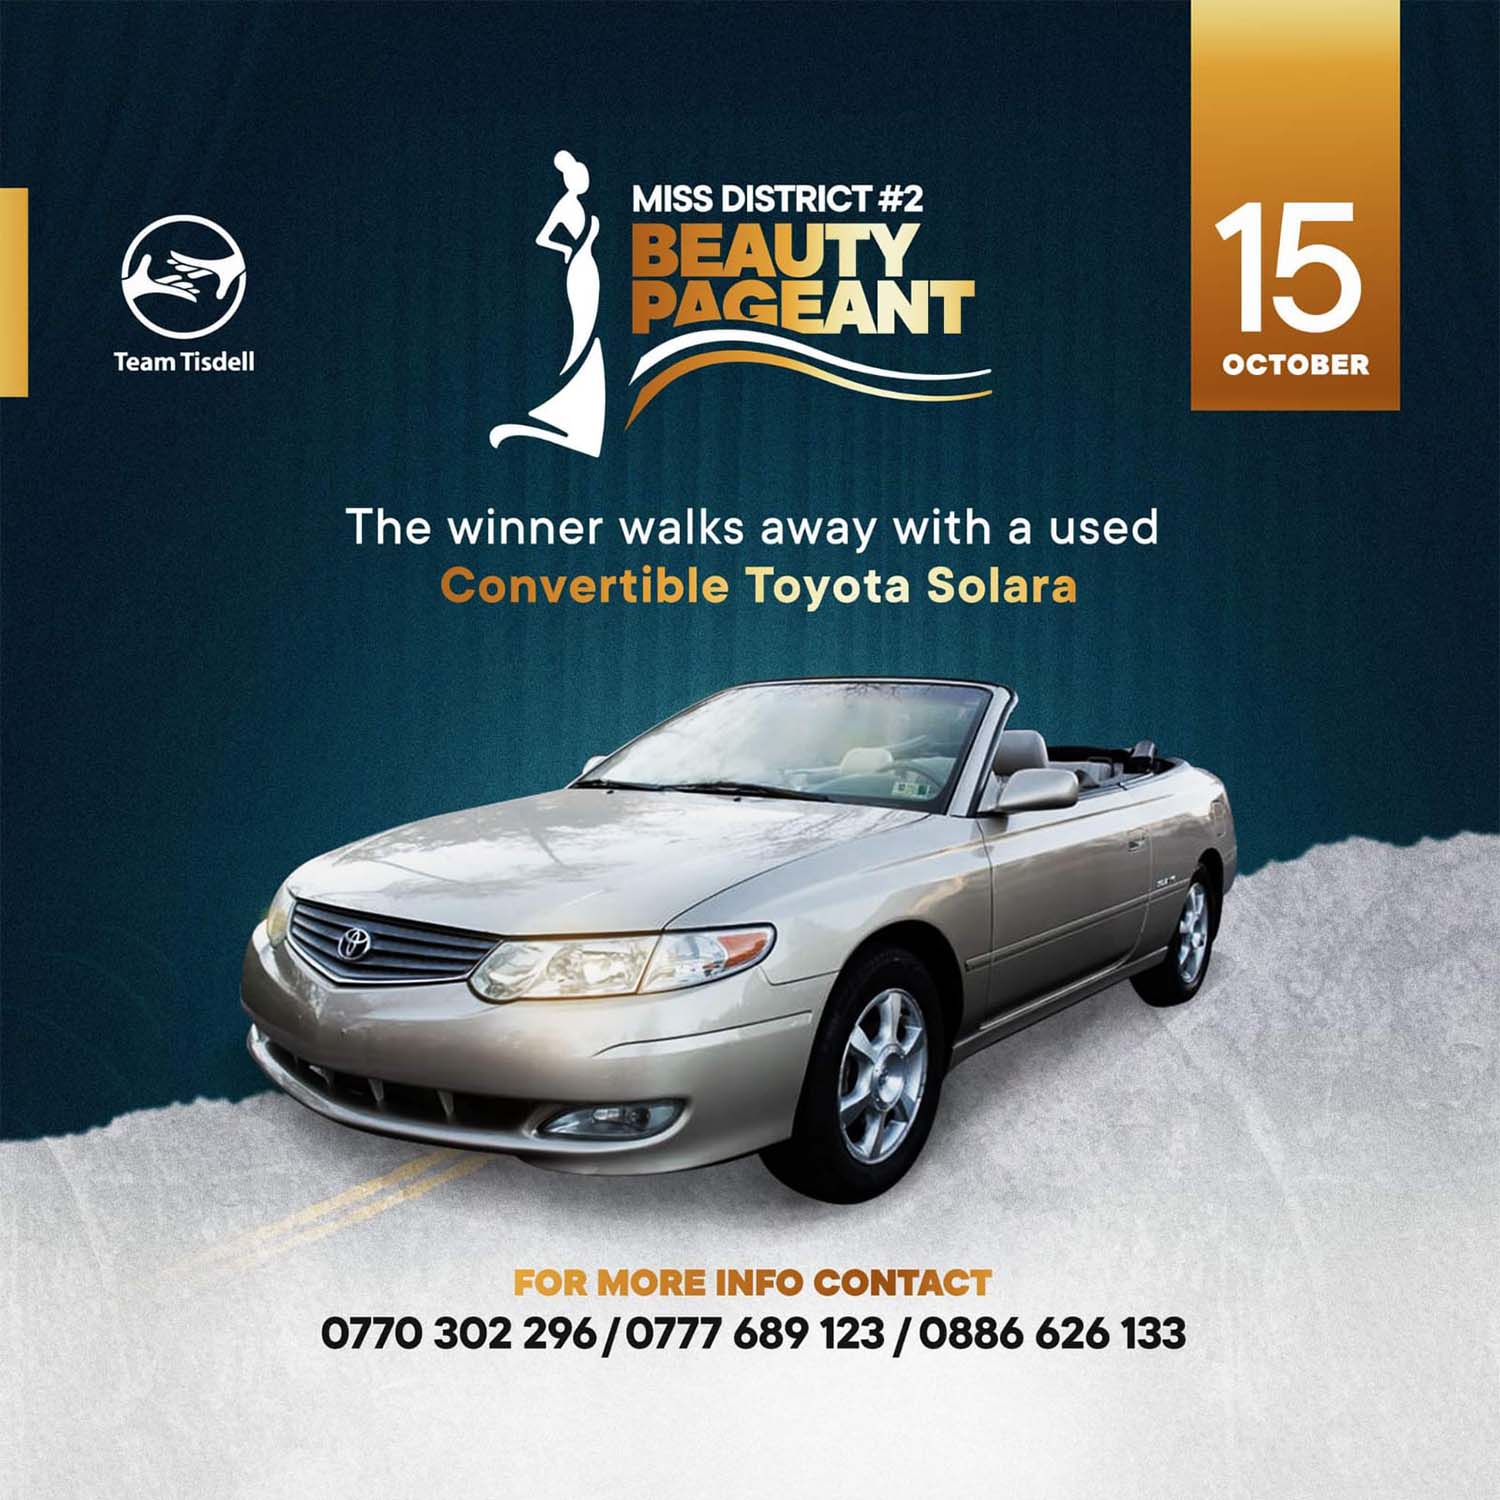 Team Tisdell
MISS DISTRICT #2
BEAUTY
PAGEANT
15
OCTOBER
The winner walks away with a used
Convertible Toyota Solara
FOR MORE INFO CONTACT
0770 302 296/0777 689 123 / 0886 626 133